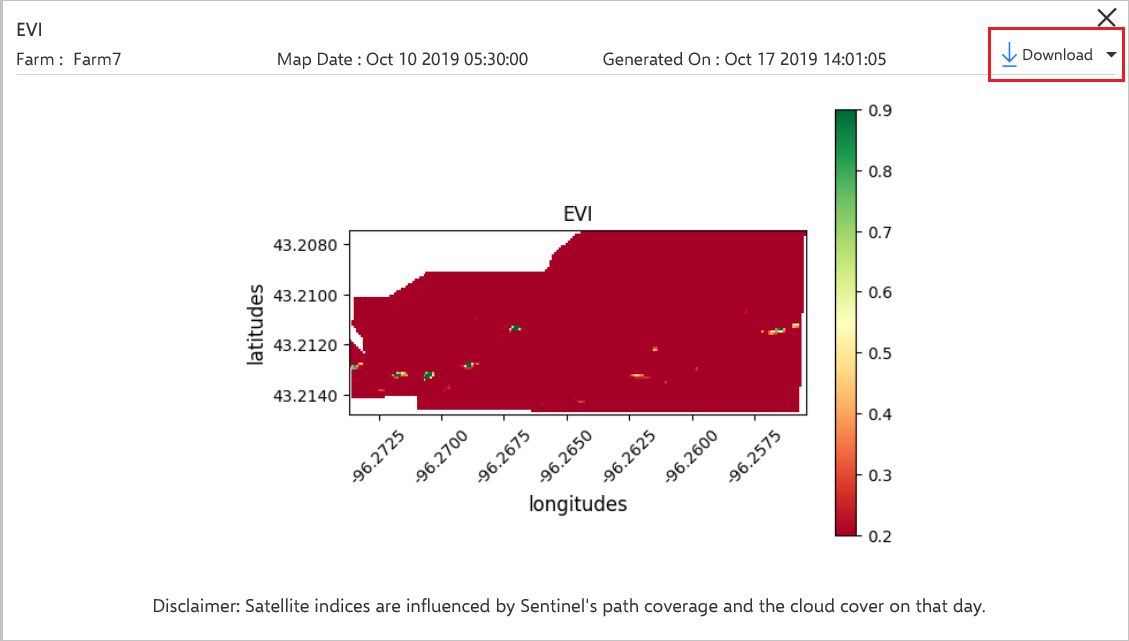 EVI
Farm : Farm7 Map Date : Oct 10 2019 05:30:00 Generated On : Oct 17 2019 14:01:05 Download
EVI
latitudes
43.2080
43.2100
43.2120
43.2140
-96.2725 -96.2700 -96.2675 -96.2650 -96.2625 -96.2600 -96.2575
longitudes
0.9
0.8
0.7
0.6
0.5
0.4
0.3
0.2
Disclaimer: Satellite indices are influenced by Sentinel's path coverage and the cloud cover on that day.